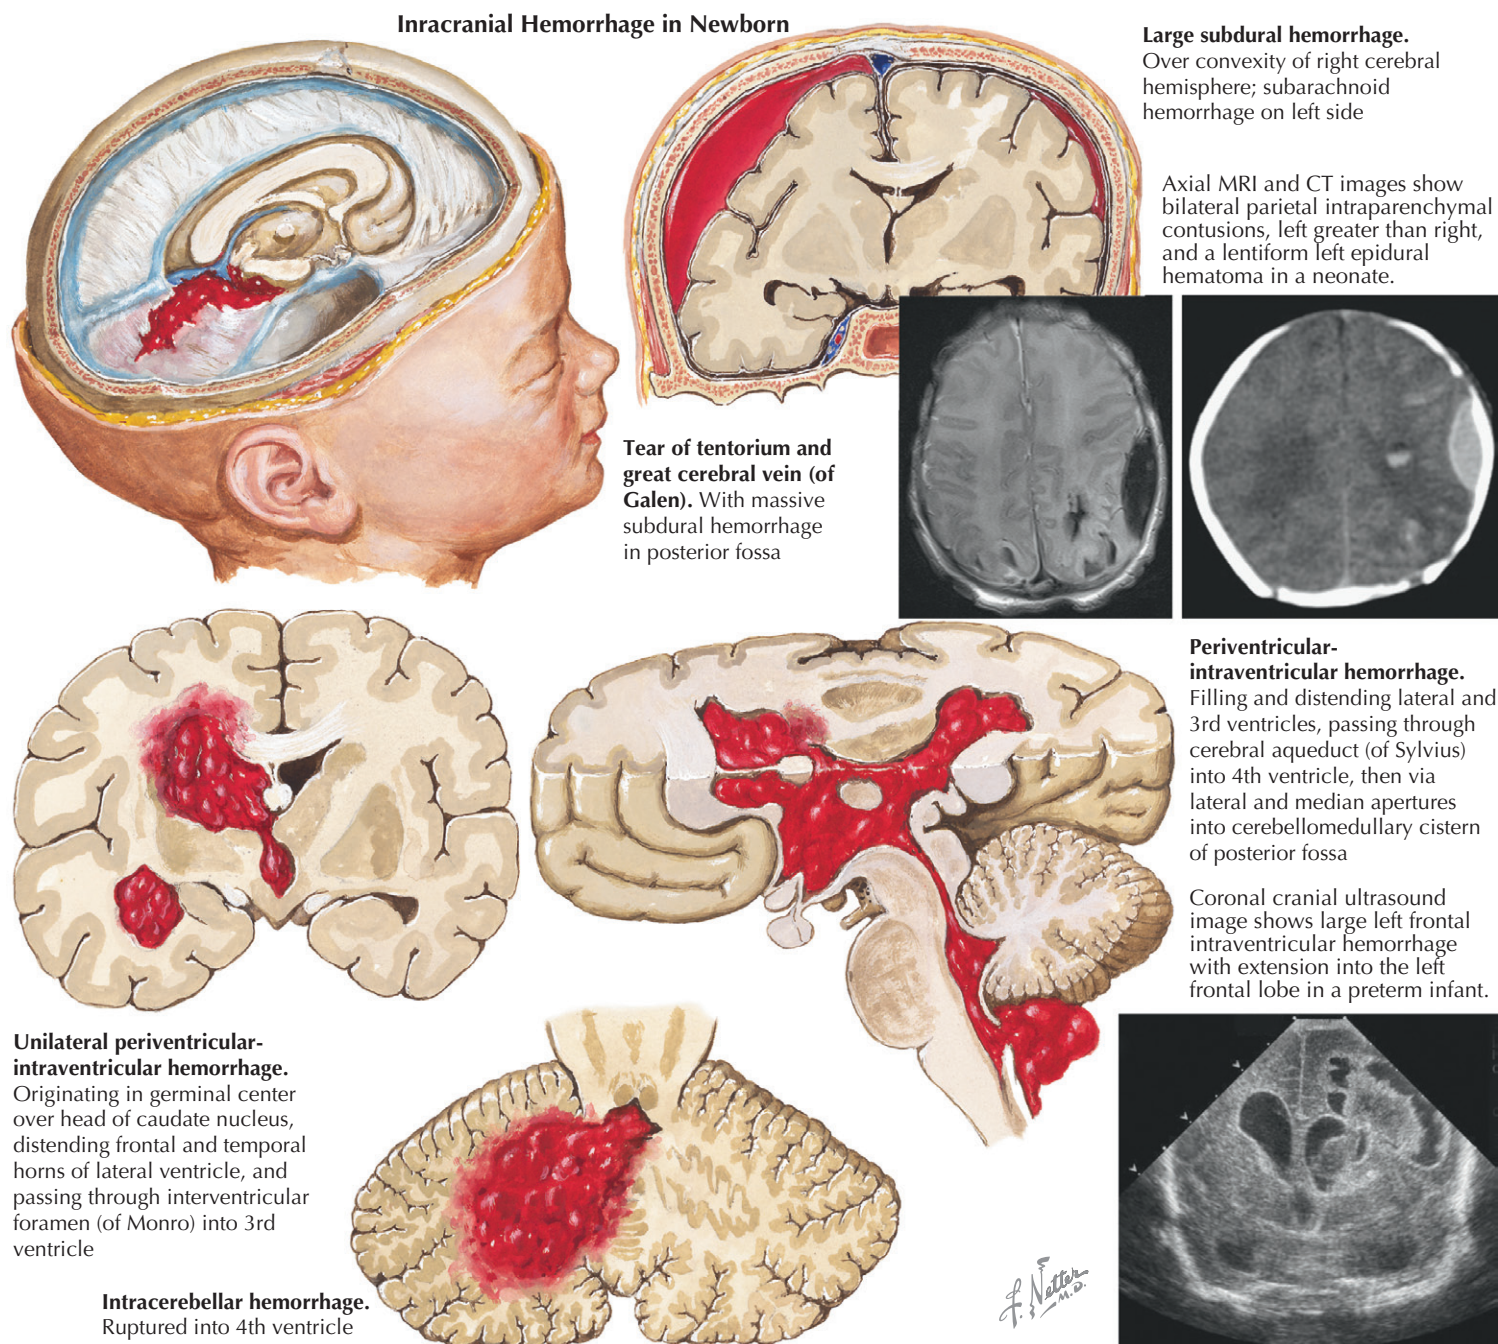 Inracranial Hemorrhage in Newborn
Large subdural hemorrhage.
Over convexity of right cerebral
hemisphere; subarachnoid
hemorrhage on left side
Axial MRI and CT images show
bilateral parietal intraparenchymal
contusions, left greater than right,
and a lentiform left epidural
hematoma in a neonate.
Tear of tentorium and
great cerebral vein (of
Galen). With massive
subdural hemorrhage
in posterior fossa
Periventricular-
intraventricular hemorrhage.
Filling and distending lateral and
3rd ventricles, passing through
cerebral aqueduct (of Sylvius)
into 4th ventricle, then via
lateral and median apertures
into cerebellomedullary cistern
of posterior fossa
Coronal cranial ultrasound
image shows large left frontal
intraventricular hemorrhage
with extension into the left
frontal lobe in a preterm infant.
Unilateral periventricular-
intraventricular hemorrhage.
Originating in germinal center
over head of caudate nucleus,
distending frontal and temporal
horns of lateral ventricle, and
passing through interventricular
foramen (of Monro) into 3rd
ventricle
Intracerebellar hemorrhage.
Ruptured into 4th ventricle
F. Netter
M.D.